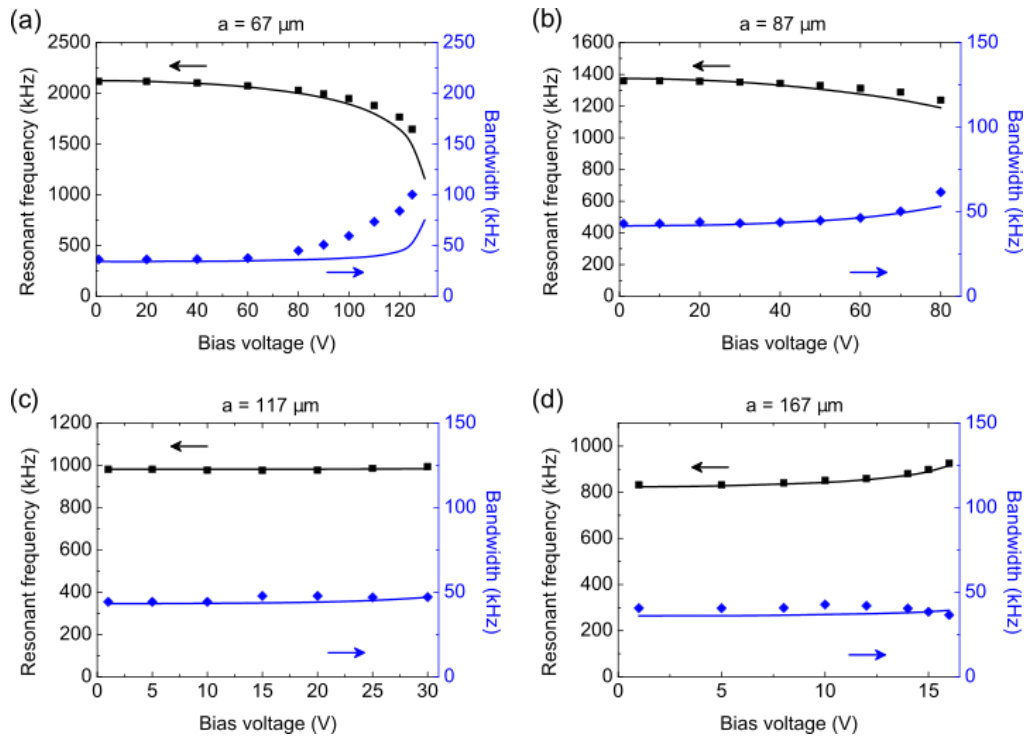 (a)
a = 67 μm
2500
2000
1500
1000
500
0
Resonant frequency (kHz)
250
200
150
100
50
0
Bandwidth (kHz)
0 20 40 60 80 100 120
Bias voltage (V)
(b)
a = 87 μm
1600
1400
1200
1000
800
600
400
200
0
Resonant frequency (kHz)
150
100
50
0
Bandwidth (kHz)
0 20 40 60 80
Bias voltage (V)
(c)
a = 117 μm
1200
1000
800
600
400
200
0
Resonant frequency (kHz)
150
100
50
0
Bandwidth (kHz)
0 5 10 15 20 25 30
Bias voltage (V)
(d)
a = 167 μm
1000
800
600
400
200
0
Resonant frequency (kHz)
150
100
50
0
Bandwidth (kHz)
0 5 10 15
Bias voltage (V)